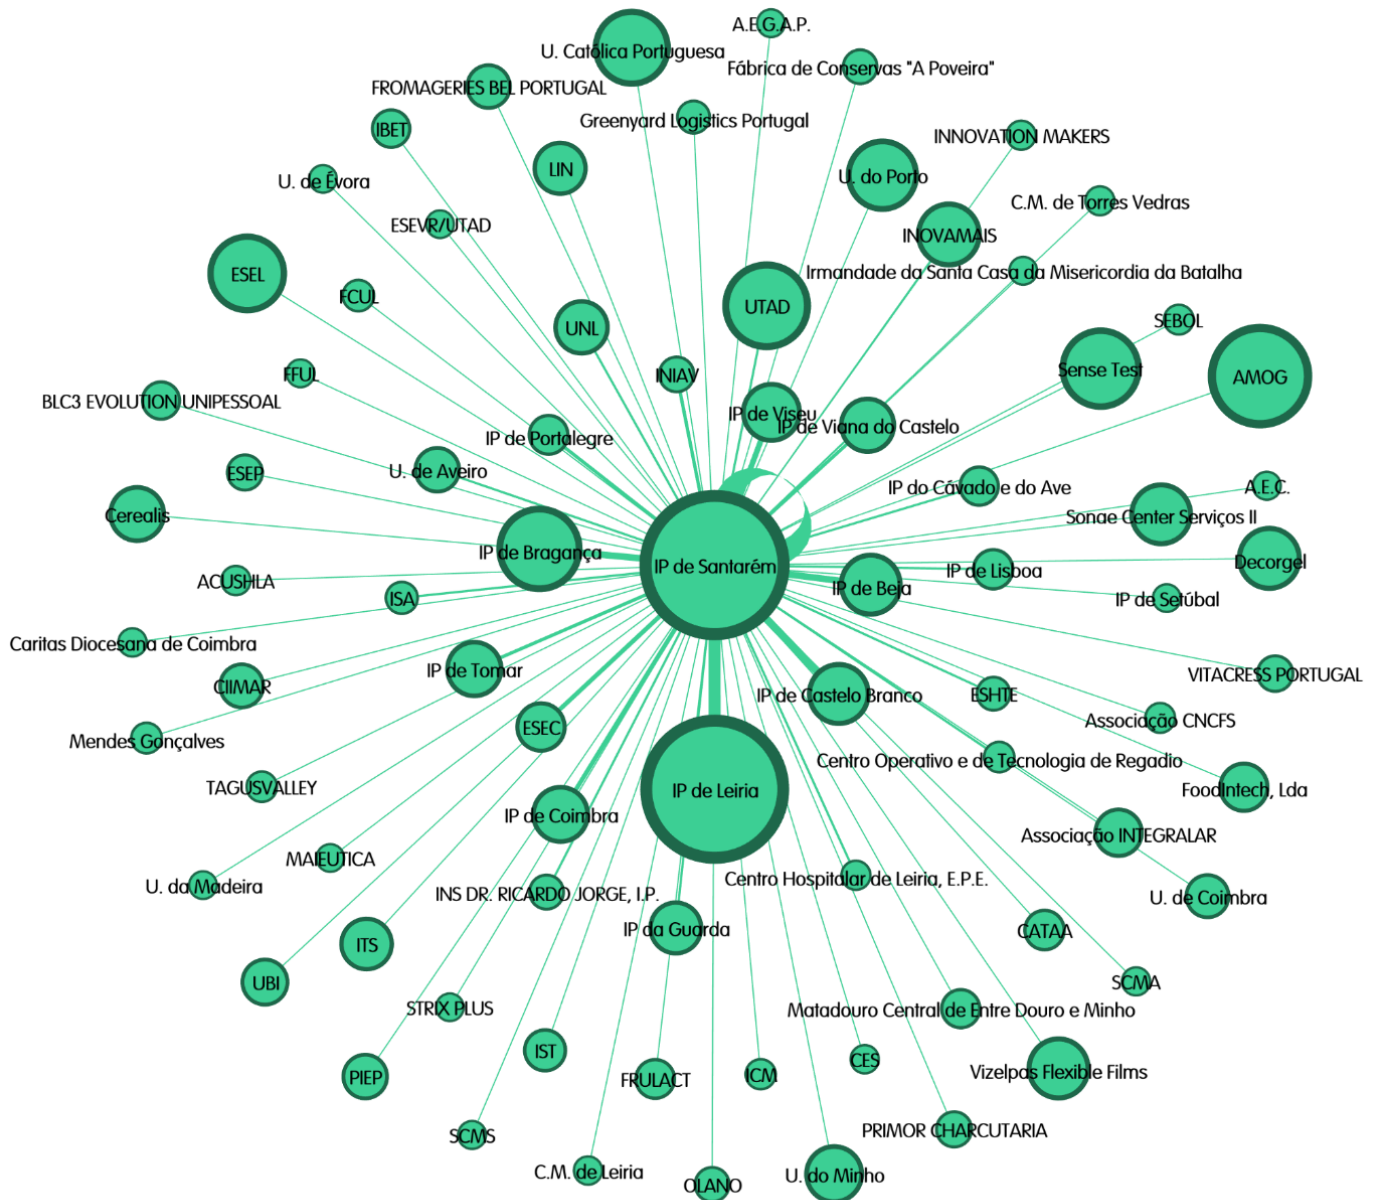 A.E.G.A.P.
U. Católica Portuguesa
Fábrica de Conservas "A Poveira"
FROMAGERIES BEL PORTUGAL
Greenyard Logistics Portugal
IBET
INNOVATION MAKERS
LIN
U. do Porto
U. de Évora
C.M. de Torres Vedras
ESEVR/UTAD
INOVAMAIS
Irmandade da Santa Casa da Misericordia da Batalha
ESEL
FCUL
UTAD
SEBOL
UNL
Sense Test
FFUL
INIAV
AMOG
BLC3 EVOLUTION UNIPESSOAL
IP de Viseu
IP de Viana do Castelo
IP de Portalegre
U. de Aveiro
ESEP
IP do Cávado e do Ave
A.E.C.
Cerealis
Sonae Center Serviços II
IP de Bragança
IP de Santarém
Decorgel
IP de Lisboa
ACUSHLA
IP de Beja
ISA
IP de Setúbal
Caritas Diocesana de Coimbra
IP de Tomar
VITACRESS PORTUGAL
CIIMAR
IP de Castelo Branco
ESHTE
Associação CNCFS
ESEC
Mendes Gonçalves
Centro Operativo e de Tecnologia de Regadio
TAGUSVALLEY
IP de Leiria
FoodIntech, Lda
IP de Coimbra
Associação INTEGRALAR
MAIEUTICA
Centro Hospitalar de Leiria, E.P.E.
U. da Madeira
INS DR. RICARDO JORGE, I.P.
U. de Coimbra
IP da Guarda
CATAA
ITS
UBI
SCMA
STRIX PLUS
Matadouro Central de Entre Douro e Minho
IST
CES
Vizelpas Flexible Films
PIEP
FRULACT
ICM
PRIMOR CHARCUTARIA
SCMS
C.M. de Leiria
U. do Minho
OLANO